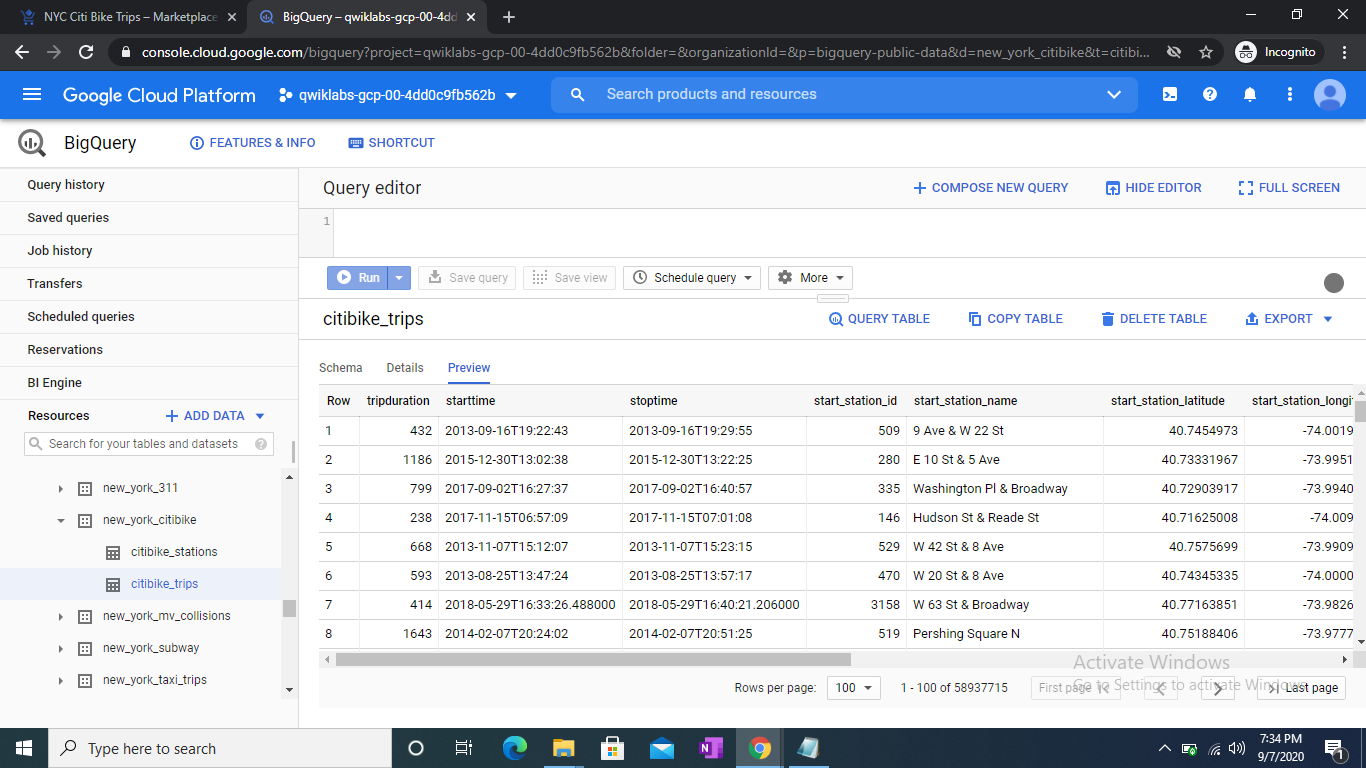 NYC Citi Bike Trips – Marketplace
BigQuery – qwiklabs-gcp-00-4dd
console.cloud.google.com/bigquery?project=qwiklabs-gcp-00-4dd0c9fb562b&folder=&organizationId=&p=bigquery-public-data&d=new_york_citibike&t=citibi...
Incognito
Google Cloud Platform
qwiklabs-gcp-00-4dd0c9fb562b
Search products and resources
BigQuery
FEATURES & INFO
SHORTCUT
Query history
Saved queries
Job history
Transfers
Scheduled queries
Reservations
BI Engine
Resources
ADD DATA
Search for your tables and datasets
new_york_311
new_york_citibike
citibike_stations
citibike_trips
new_york_mv_collisions
new_york_subway
new_york_taxi_trips
Query editor
COMPOSE NEW QUERY
HIDE EDITOR
FULL SCREEN
1
Run
Save query
Save view
Schedule query
More
citibike_trips
QUERY TABLE
COPY TABLE
DELETE TABLE
EXPORT
Schema Details Preview
Row tripduration starttime stoptime start_station_id start_station_name start_station_latitude start_station_longi
1 432 2013-09-16T19:22:43 2013-09-16T19:29:55 509 9 Ave & W 22 St 40.7454973 -74.0019
2 1186 2015-12-30T13:02:38 2015-12-30T13:22:25 280 E 10 St & 5 Ave 40.73331967 -73.9951
3 799 2017-09-02T16:27:37 2017-09-02T16:40:57 335 Washington Pl & Broadway 40.72903917 -73.9940
4 238 2017-11-15T06:57:09 2017-11-15T07:01:08 146 Hudson St & Reade St 40.71625008 -74.009
5 668 2013-11-07T15:12:07 2013-11-07T15:23:15 529 W 42 St & 8 Ave 40.7575699 -73.9909
6 593 2013-08-25T13:47:24 2013-08-25T13:57:17 470 W 20 St & 8 Ave 40.74345335 -74.0000
7 414 2018-05-29T16:33:26.488000 2018-05-29T16:40:21.206000 3158 W 63 St & Broadway 40.77163851 -73.9826
8 1643 2014-02-07T20:24:02 2014-02-07T20:51:25 519 Pershing Square N 40.75188406 -73.9777
Activate Windows
Go to Settings to activate Windows.
Rows per page: 100 1 - 100 of 58937715 First page Last page
Type here to search
7:34 PM
9/7/2020
1